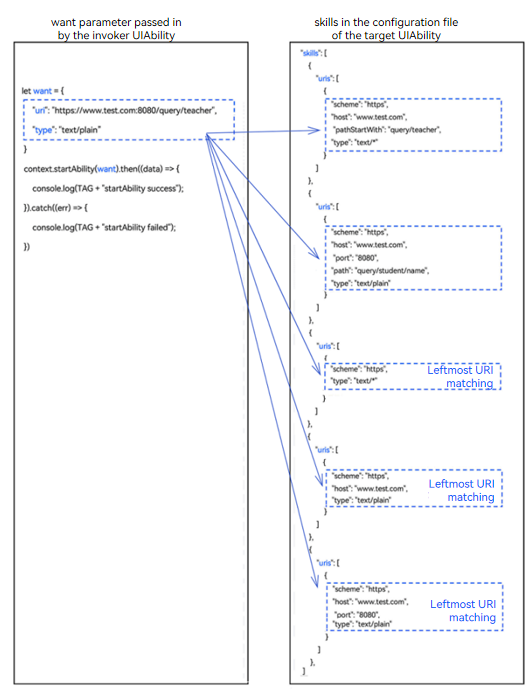 want parameter passed in
by the invoker UIAbility
let want = {
"uri": "https://www.test.com:8080/query/teacher",
"type": "text/plain"
}
context.startAbility(want).then((data) => {
console.log(TAG + "startAbility success");
}).catch((err) => {
console.log(TAG + "startAbility failed");
})
skills in the configuration file
of the target UIAbility
"skills": [
{
"uris": [
{
"scheme": "https",
"host": "www.test.com",
"pathStartWith": "query/teacher",
"type": "text/*"
}
]
},
{
"uris": [
{
"scheme": "https",
"host": "www.test.com",
"port": "8080",
"path": "query/student/name",
"type": "text/plain"
}
]
},
{
"uris": [
{
"scheme": "https",
"type": "text/*"
Leftmost URI
matching
}
]
},
{
"uris": [
{
"scheme": "https",
"host": "www.test.com",
"type": "text/plain"
Leftmost URI
matching
}
]
},
{
"uris": [
{
"scheme": "https",
"host": "www.test.com",
"port": "8080",
"type": "text/plain"
Leftmost URI
matching
}
]
},
]